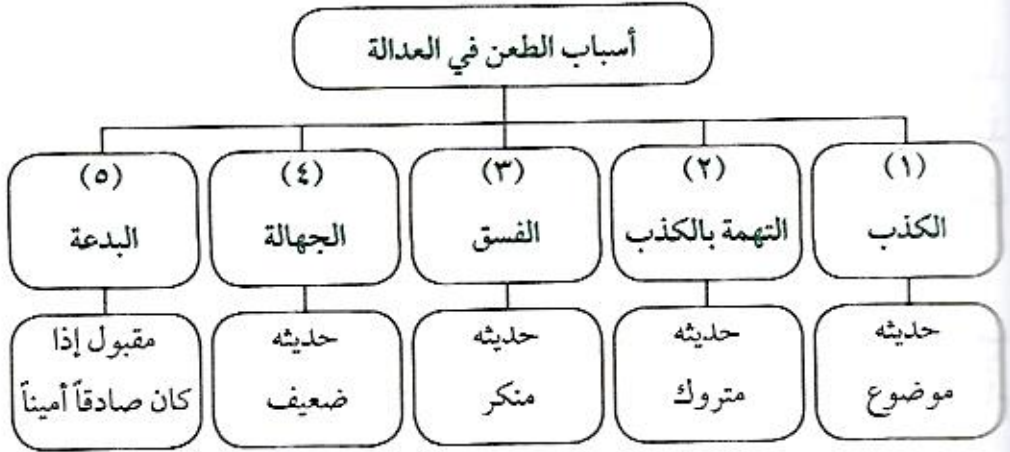 أسباب الطعن في العدالة
(١)
الكذب
(٢)
التهمة بالكذب
(٣)
الفسق
(٤)
الجهالة
(٥)
البدعة
حديثه
موضوع
حديثه
متروك
حديثه
منكر
حديثه
ضعيف
مقبول إذا
كان صادقاً أميناً